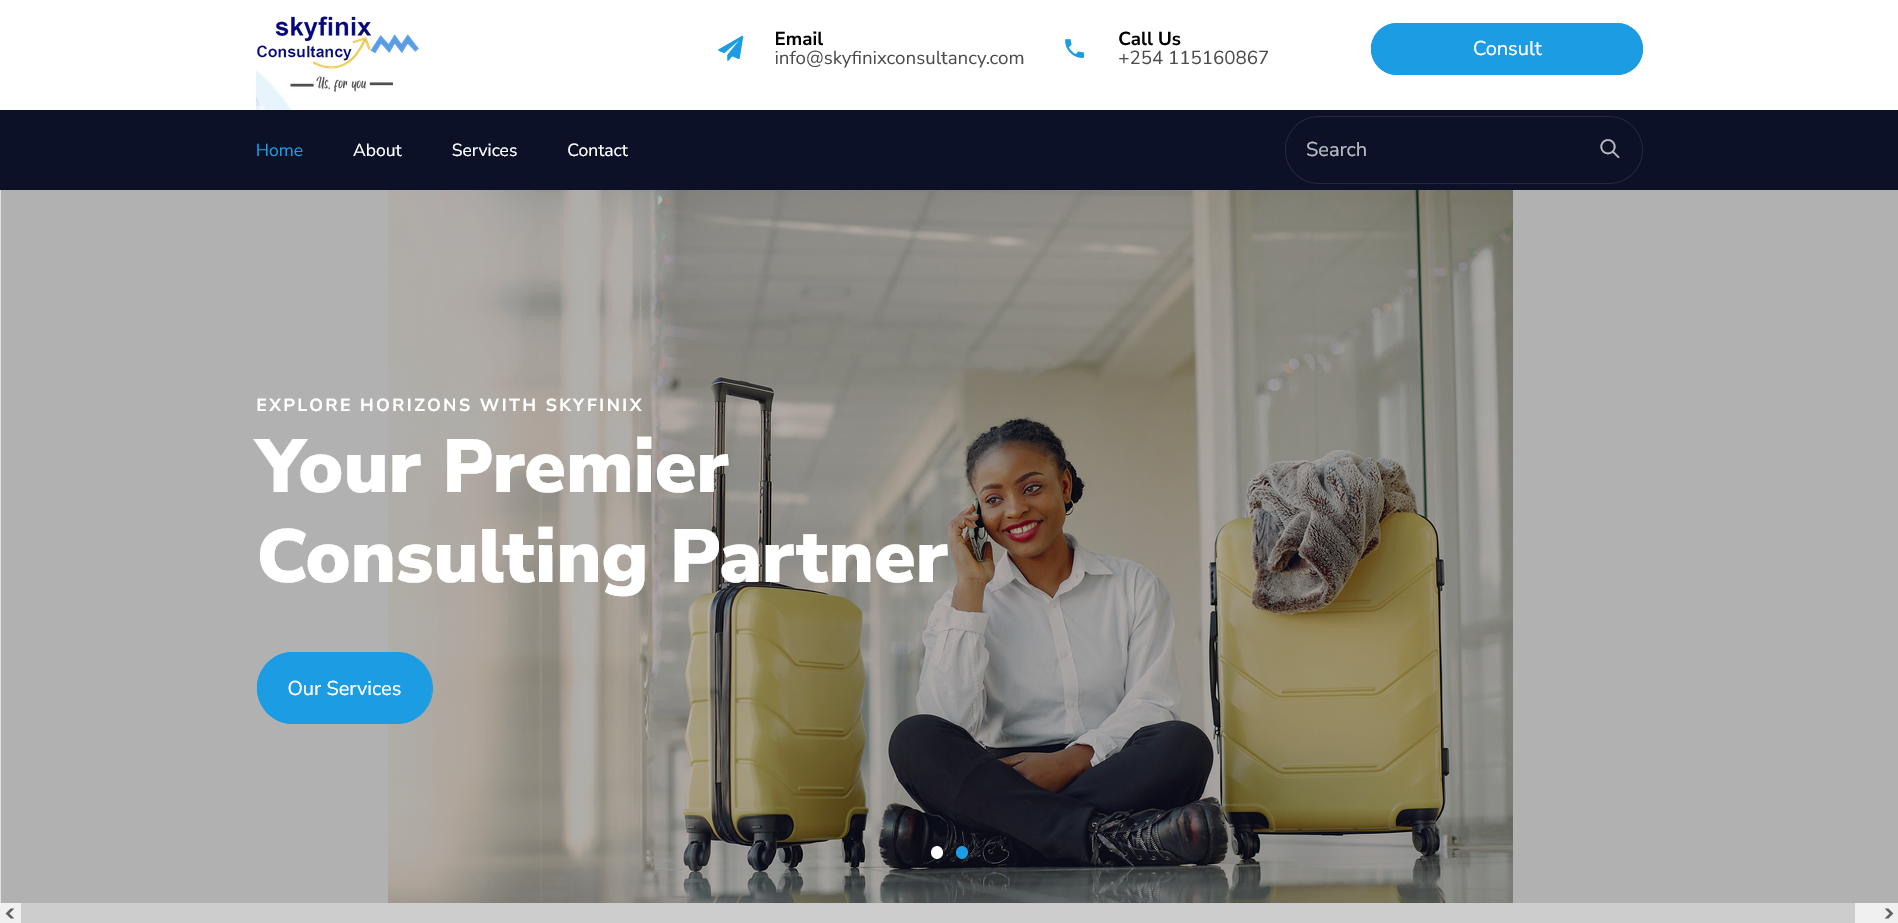 skyfinix
Consultancy
Us, for you
Email
info@skyfinixconsultancy.com
Call Us
+254 115160867
Consult
Home
About
Services
Contact
Search
EXPLORE HORIZONS WITH SKYFINIX
Your Premier
Consulting Partner
Our Services